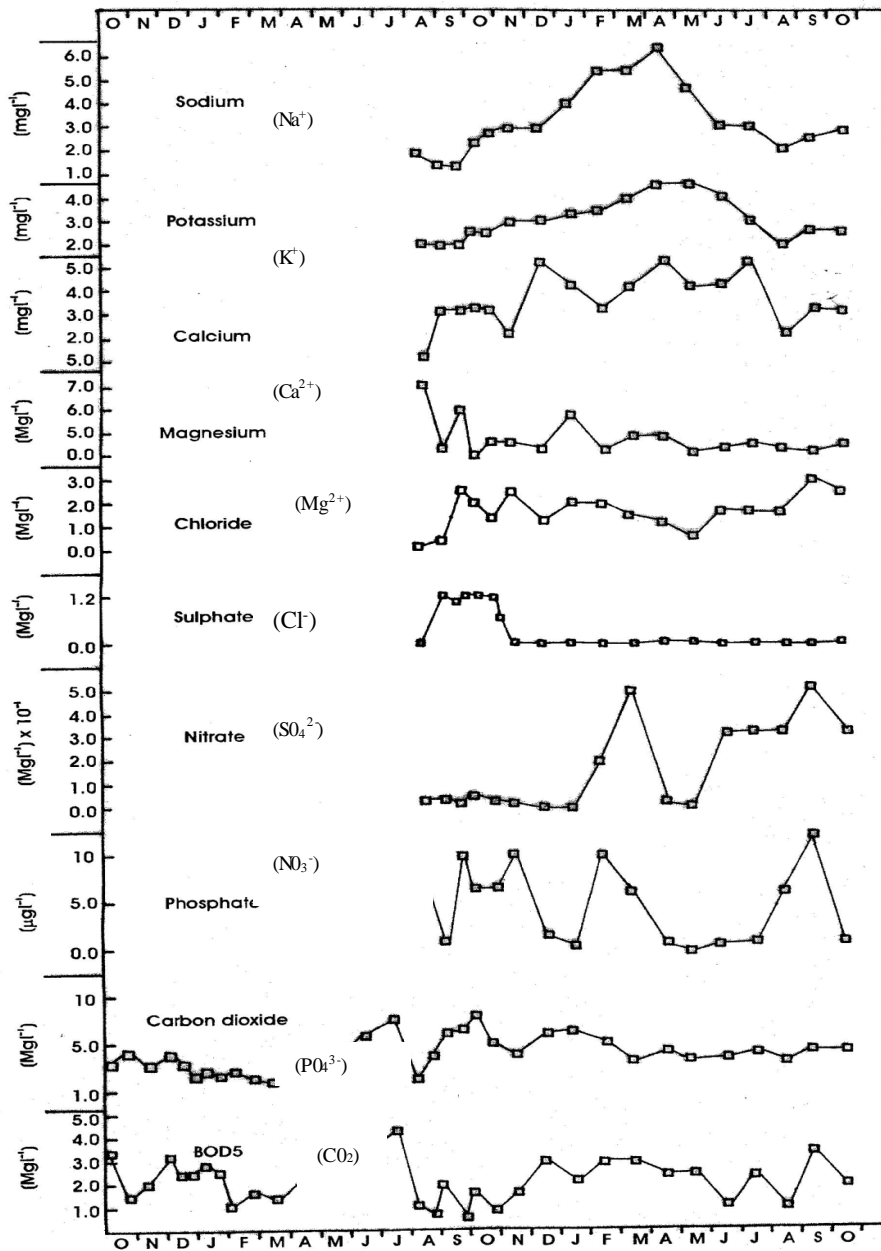 O N D J F M A M J J A S O N D J F M A M J J A S O
6.0
5.0
Sodium
4.0
(Na⁺)
3.0
2.0
1.0
(mgl⁻¹)
4.0
Potassium
3.0
2.0
(mgl⁻¹)
(K⁺)
5.0
4.0
3.0
Calcium
2.0
5.0
(mgl⁻¹)
(Ca²⁺)
7.0
6.0
Magnesium
5.0
0.0
(Mgl⁻¹)
3.0
(Mg²⁺)
2.0
Chloride
1.0
0.0
(Mgl⁻¹)
1.2
Sulphate
(Cl⁻)
0.0
(Mgl⁻¹)
5.0
4.0
Nitrate
(S0₄²⁻)
3.0
2.0
1.0
0.0
(Mgl⁻¹) x 10⁻⁴
10
(N0₃⁻)
5.0
Phosphate
0.0
(µgl⁻¹)
10
Carbon dioxide
5.0
(P0₄³⁻)
1.0
(Mgl⁻¹)
5.0
4.0
BOD5
(C0₂)
3.0
2.0
1.0
(Mgl⁻¹)
O N D J F M A M J J A S O N D J F M A M J J A S O